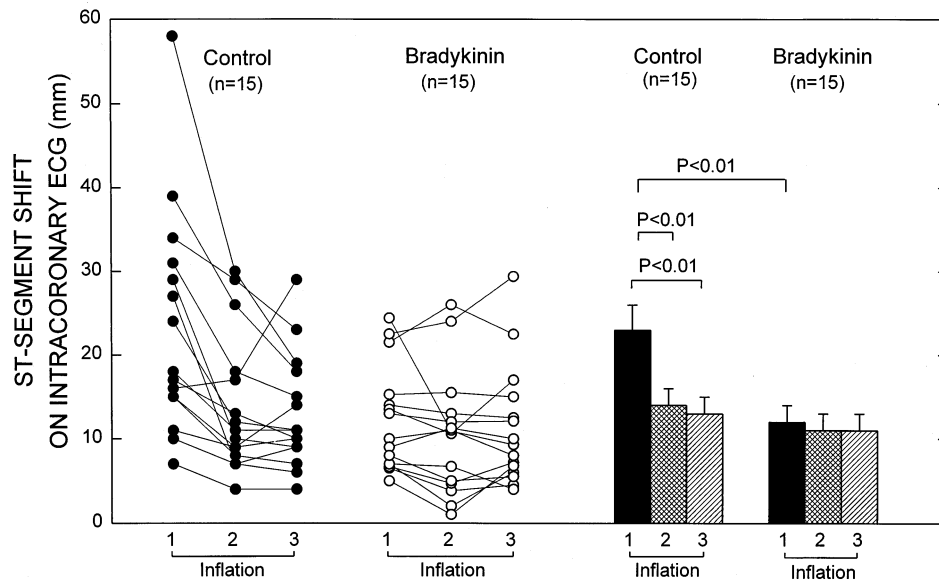 ST-SEGMENT SHIFT
ON INTRACORONARY ECG (mm)
60
50
40
30
20
10
0
Control
(n=15)
Bradykinin
(n=15)
Control
(n=15)
Bradykinin
(n=15)
P<0.01
P<0.01
P<0.01
1 2 3
Inflation
1 2 3
Inflation
1 2 3
Inflation
1 2 3
Inflation